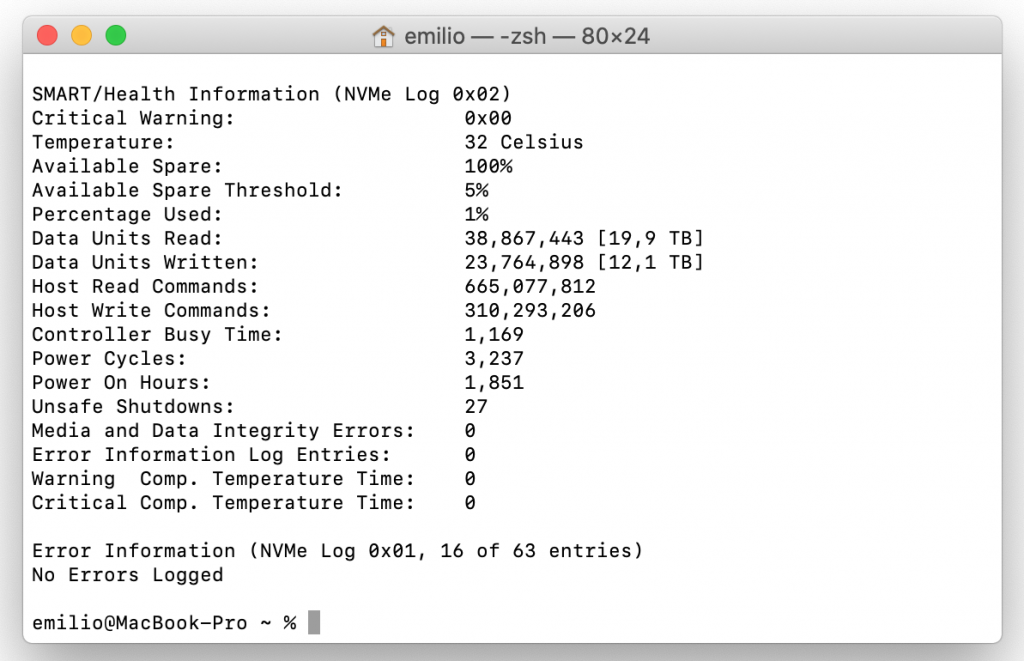 emilio — -zsh — 80×24
SMART/Health Information (NVMe Log 0x02)
Critical Warning:                   0x00
Temperature:                        32 Celsius
Available Spare:                    100%
Available Spare Threshold:          5%
Percentage Used:                    1%
Data Units Read:                    38,867,443 [19,9 TB]
Data Units Written:                 23,764,898 [12,1 TB]
Host Read Commands:                 665,077,812
Host Write Commands:                310,293,206
Controller Busy Time:               1,169
Power Cycles:                       3,237
Power On Hours:                     1,851
Unsafe Shutdowns:                   27
Media and Data Integrity Errors:    0
Error Information Log Entries:      0
Warning  Comp. Temperature Time:    0
Critical Comp. Temperature Time:    0
Error Information (NVMe Log 0x01, 16 of 63 entries)
No Errors Logged
emilio@MacBook-Pro ~ %